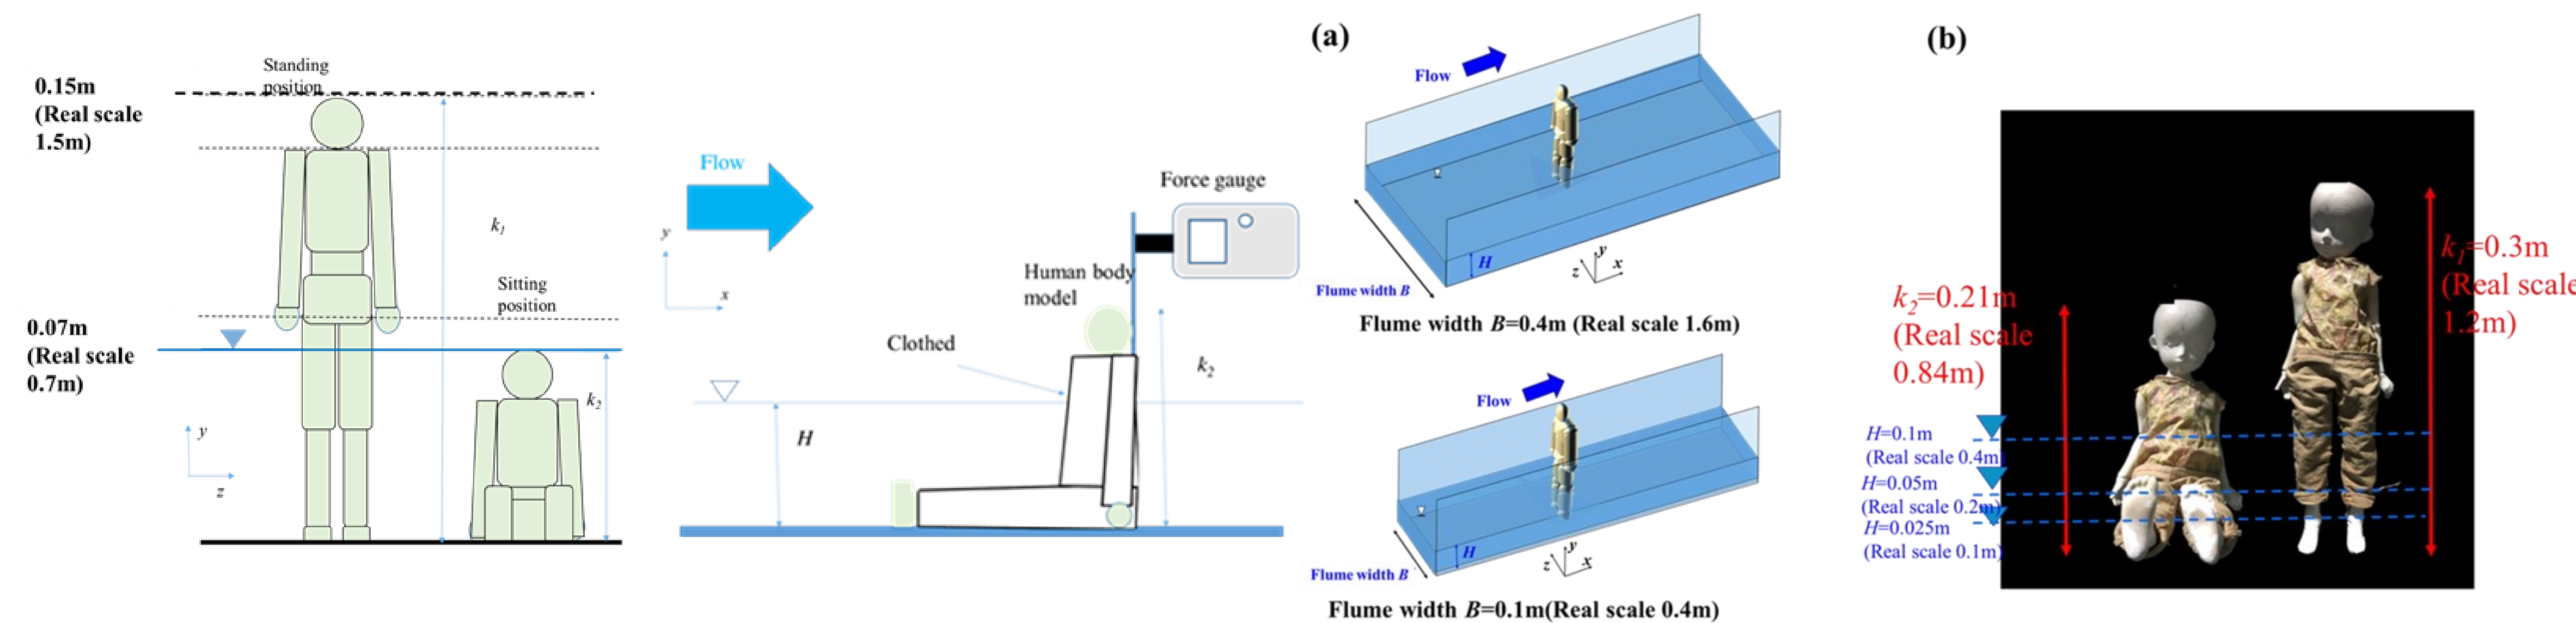 Standing
position
0.15m
(Real scale
1.5m)
k1
Sitting
position
0.07m
(Real scale
0.7m)
k2
y
z
Flow
y
x
Force gauge
Human body
model
Clothed
k2
H
(a)
Flow
H
y
z
x
Flume width B
Flume width B=0.4m (Real scale 1.6m)
Flow
H
y
z
x
Flume width B
Flume width B=0.1m(Real scale 0.4m)
(b)
k1=0.3m
(Real scale
1.2m)
k2=0.21m
(Real scale
0.84m)
H=0.1m
(Real scale 0.4m)
H=0.05m
(Real scale 0.2m)
H=0.025m
(Real scale 0.1m)